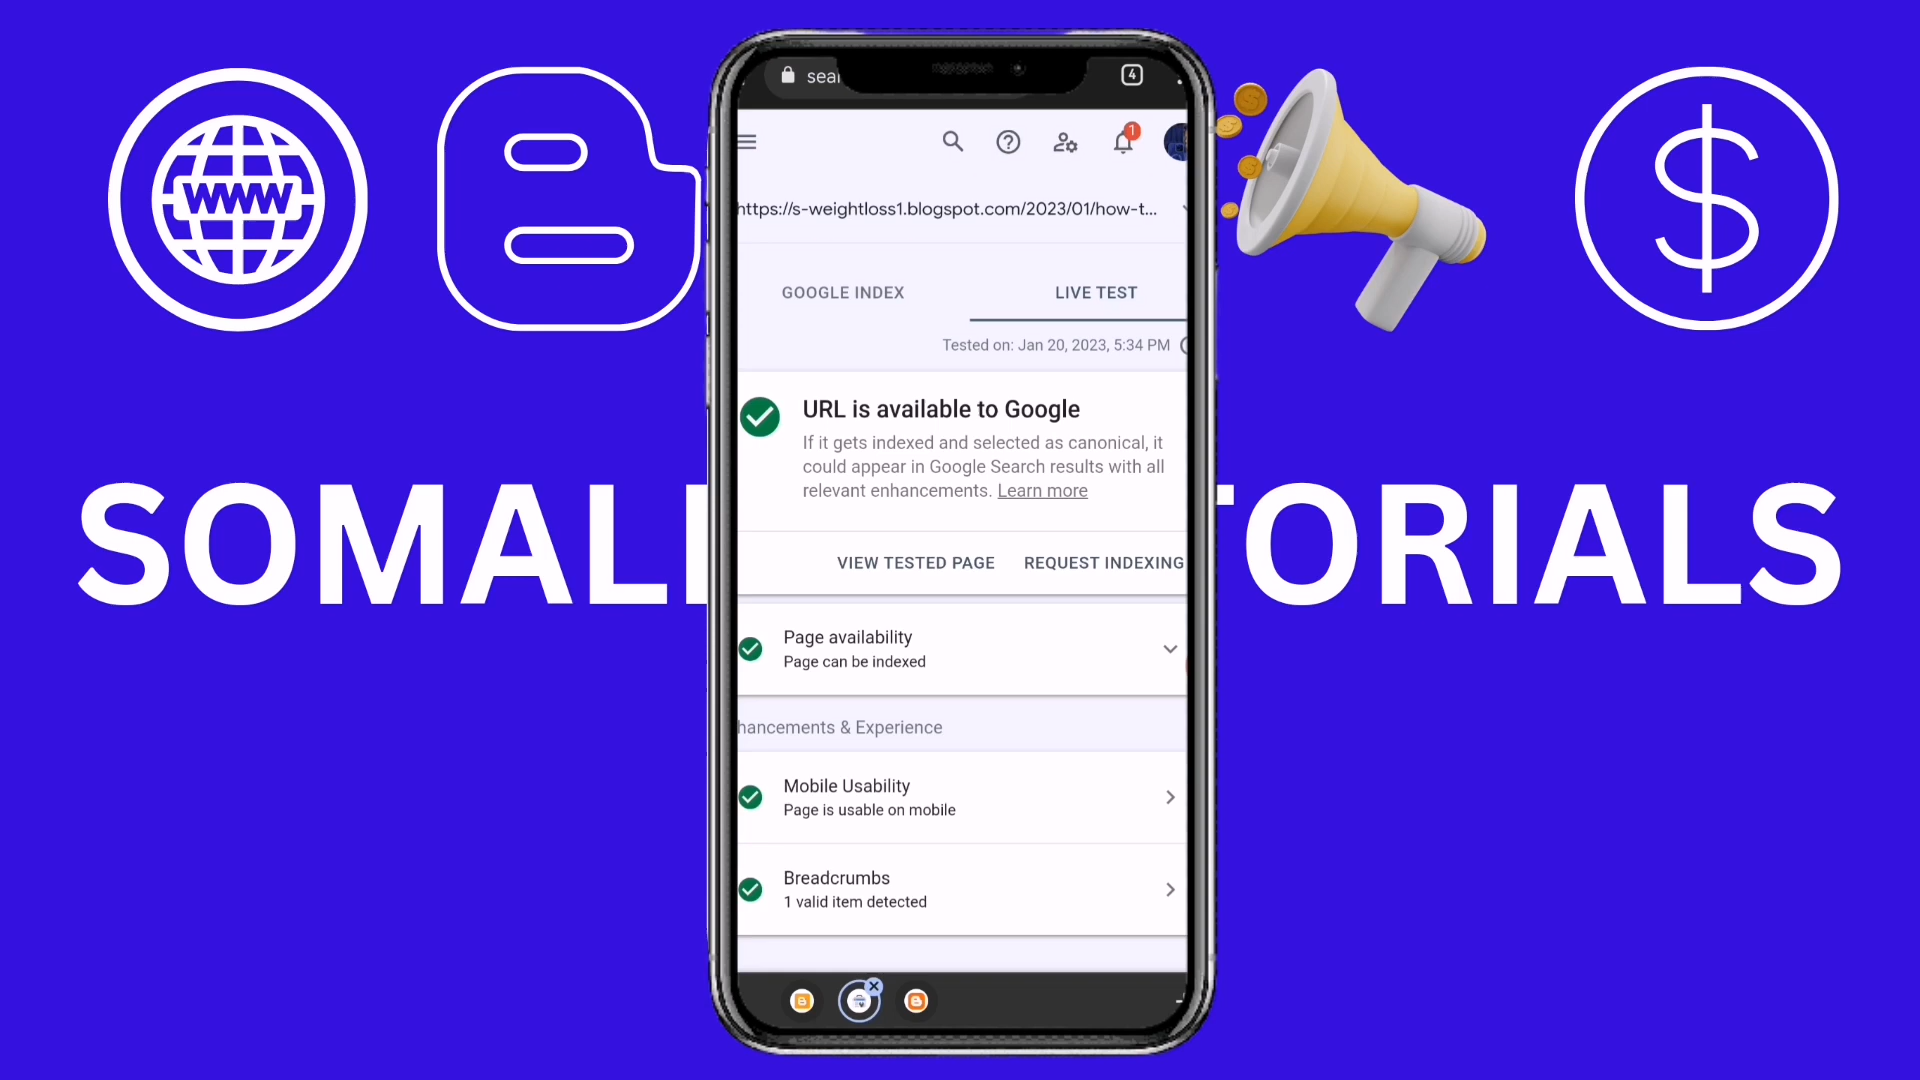 WWW
4
1
https://s-weightloss1.blogspot.com/2023/01/how-t...
GOOGLE INDEX
LIVE TEST
Tested on: Jan 20, 2023, 5:34 PM
URL is available to Google
If it gets indexed and selected as canonical, it
could appear in Google Search results with all
relevant enhancements. Learn more
VIEW TESTED PAGE
REQUEST INDEXING
SOMALI
TORIALS
Page availability
Page can be indexed
hancements & Experience
Mobile Usability
Page is usable on mobile
Breadcrumbs
1 valid item detected